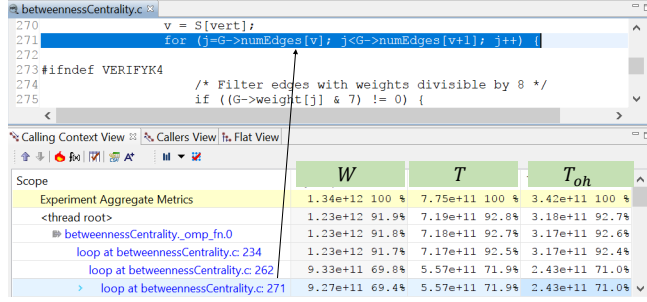 betweennessCentrality.c
270 v = S[vert];
271 for (j=G->numEdges[v]; j<G->numEdges[v+1]; j++) {
272
273 #ifndef VERIFYK4
274 /* Filter edges with weights divisible by 8 */
275 if ((G->weight[j] & 7) != 0) {
Calling Context View Callers View Flat View
f(x) A+
Scope W T T_oh
Experiment Aggregate Metrics 1.34e+12 100 % 7.75e+11 100 % 3.42e+11 100 %
<thread root> 1.23e+12 91.9% 7.19e+11 92.8% 3.18e+11 92.7%
betweennessCentrality._omp_fn.0 1.23e+12 91.8% 7.18e+11 92.7% 3.17e+11 92.6%
loop at betweennessCentrality.c: 234 1.23e+12 91.7% 7.17e+11 92.5% 3.17e+11 92.4%
loop at betweennessCentrality.c: 262 9.33e+11 69.8% 5.57e+11 71.9% 2.43e+11 71.0%
loop at betweennessCentrality.c: 271 9.27e+11 69.4% 5.57e+11 71.9% 2.43e+11 71.0%